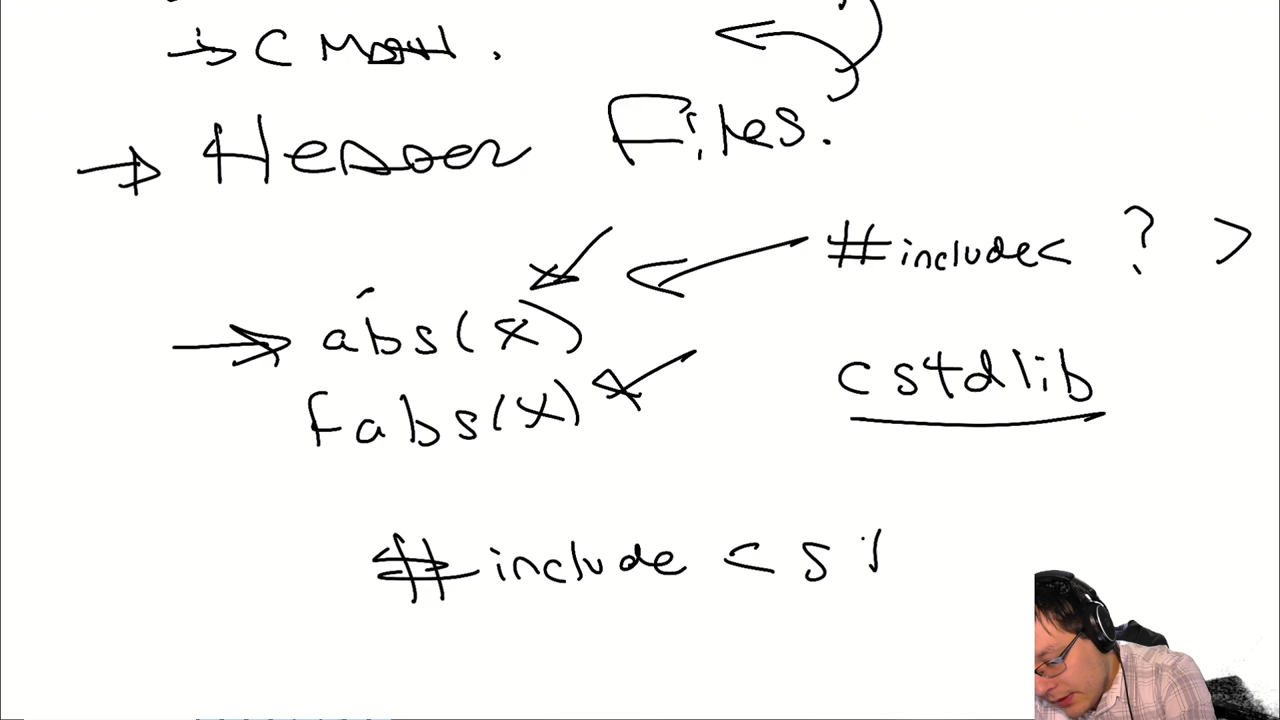 → C Math.
→ Header Files.
#include< ? >
→ abs(x)
cstdlib
fabs(x)
#include < s